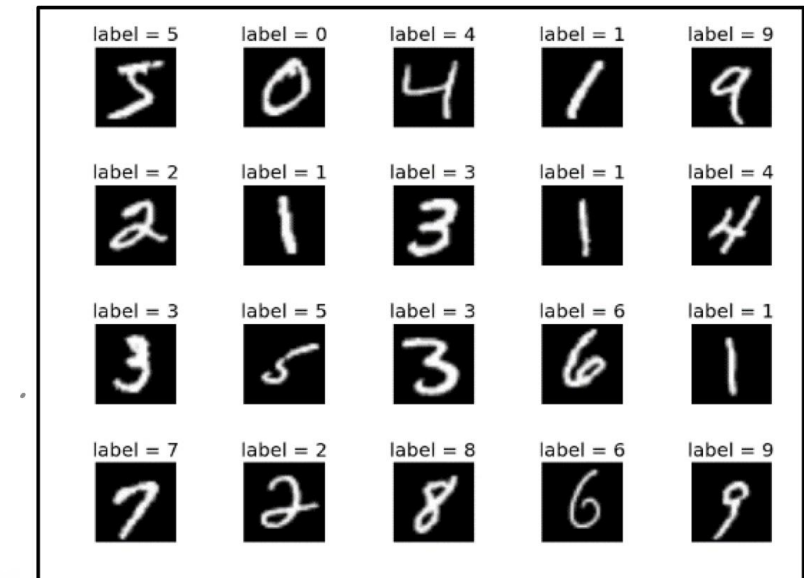 label = 5 label = 0 label = 4 label = 1 label = 9
5 0 4 1 9
label = 2 label = 1 label = 3 label = 1 label = 4
2 1 3 1 4
label = 3 label = 5 label = 3 label = 6 label = 1
3 5 3 6 1
label = 7 label = 2 label = 8 label = 6 label = 9
7 2 8 6 9